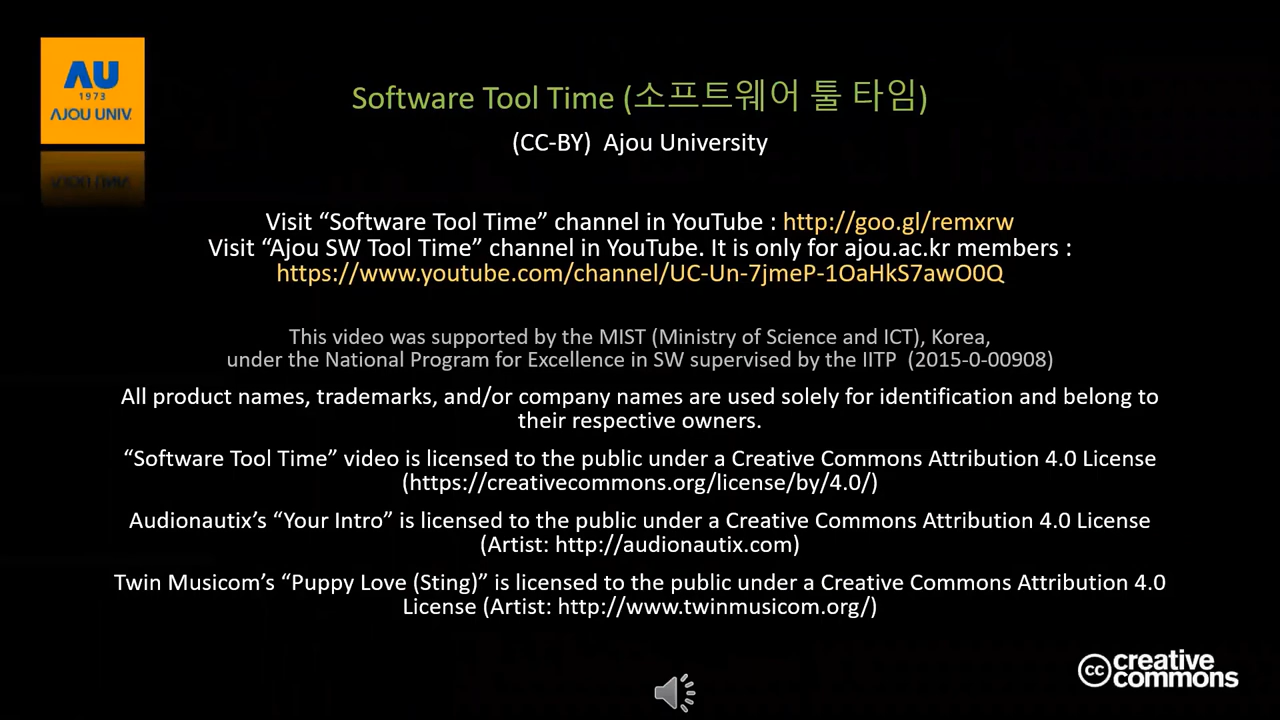 AU
1973
AJOU UNIV.
Software Tool Time (소프트웨어 툴 타임)
(CC-BY) Ajou University
Visit “Software Tool Time” channel in YouTube : http://goo.gl/remxrw
Visit “Ajou SW Tool Time” channel in YouTube. It is only for ajou.ac.kr members :
https://www.youtube.com/channel/UC-Un-7jmeP-1OaHkS7awO0Q
This video was supported by the MIST (Ministry of Science and ICT), Korea,
under the National Program for Excellence in SW supervised by the IITP (2015-0-00908)
All product names, trademarks, and/or company names are used solely for identification and belong to
their respective owners.
“Software Tool Time” video is licensed to the public under a Creative Commons Attribution 4.0 License
(https://creativecommons.org/license/by/4.0/)
Audionautix’s “Your Intro” is licensed to the public under a Creative Commons Attribution 4.0 License
(Artist: http://audionautix.com)
Twin Musicom’s “Puppy Love (Sting)” is licensed to the public under a Creative Commons Attribution 4.0
License (Artist: http://www.twinmusicom.org/)
cc creative
commons